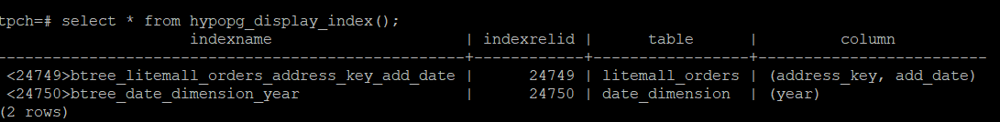 tpch=# select * from hypopg_display_index();
indexname | indexrelid | table | column
----------------------------------------------+------------+----------------+------------------------
<24749>btree_litemall_orders_address_key_add_date | 24749 | litemall_orders | (address_key, add_date)
<24750>btree_date_dimension_year | 24750 | date_dimension | (year)
(2 rows)